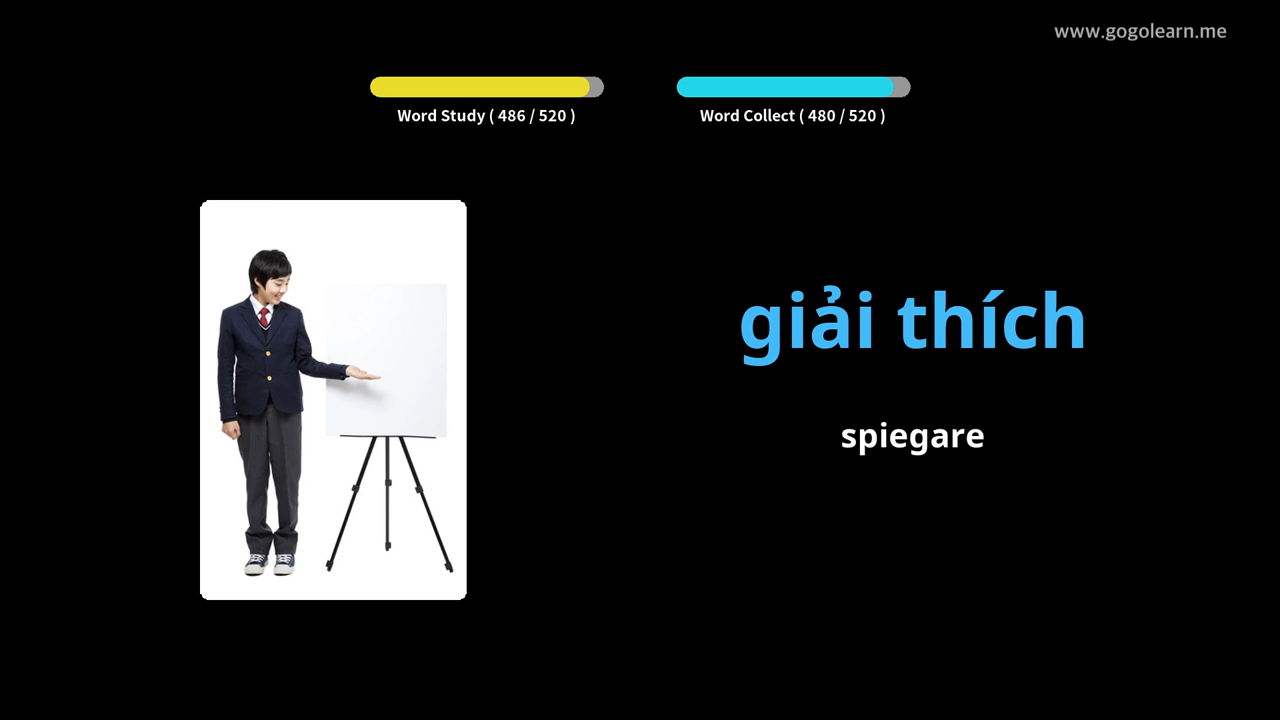 www.gogolearn.me
Word Study ( 486 / 520 )
Word Collect ( 480 / 520 )
giải thích
spiegare